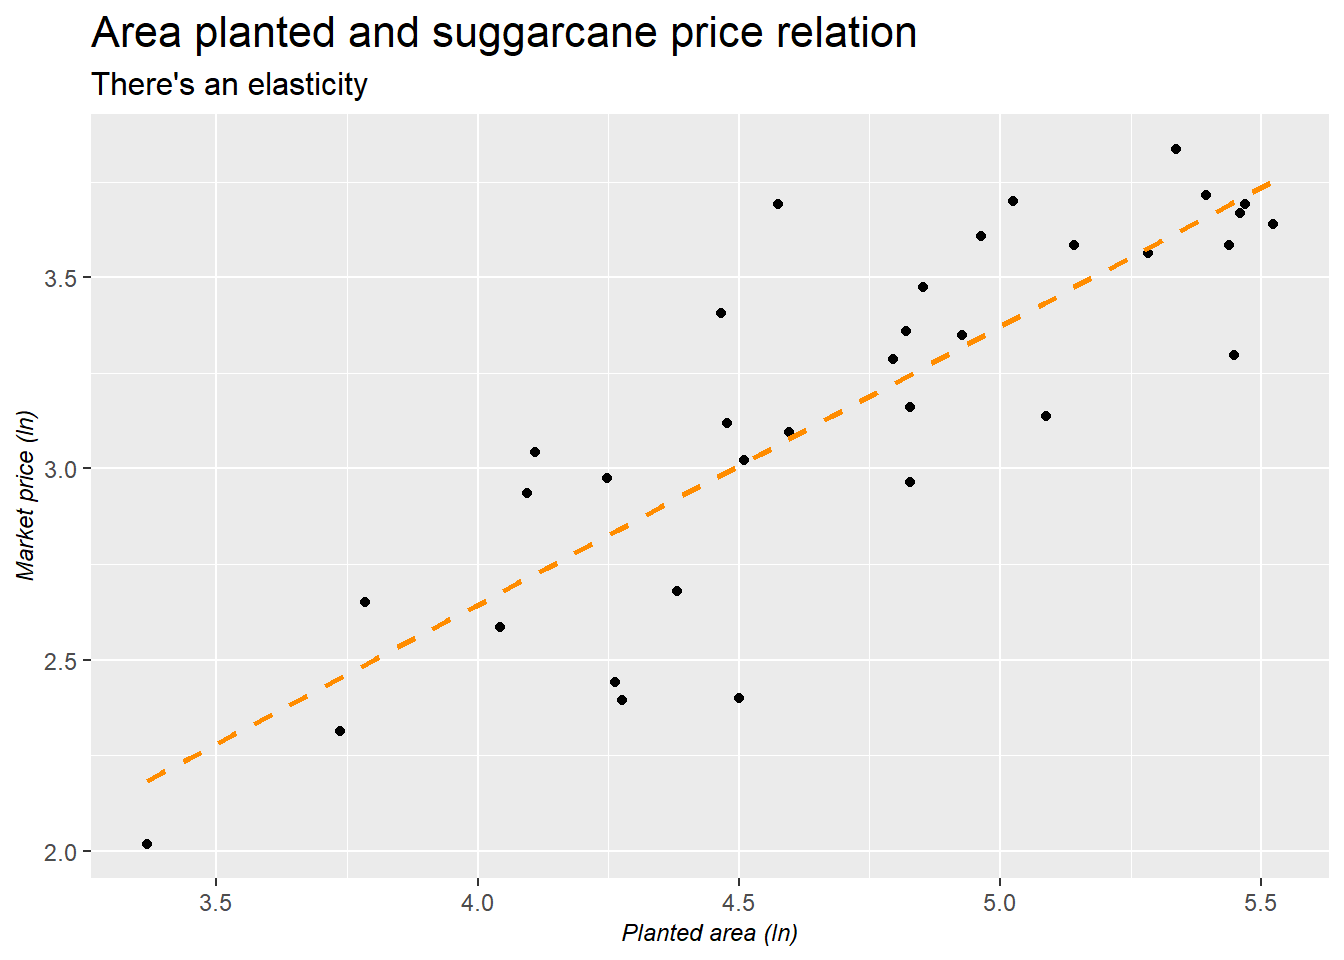 Area planted and suggarcane price relation
There's an elasticity
3.5
3.0
2.5
2.0
Market price (ln)
3.5 4.0 4.5 5.0 5.5
Planted area (ln)